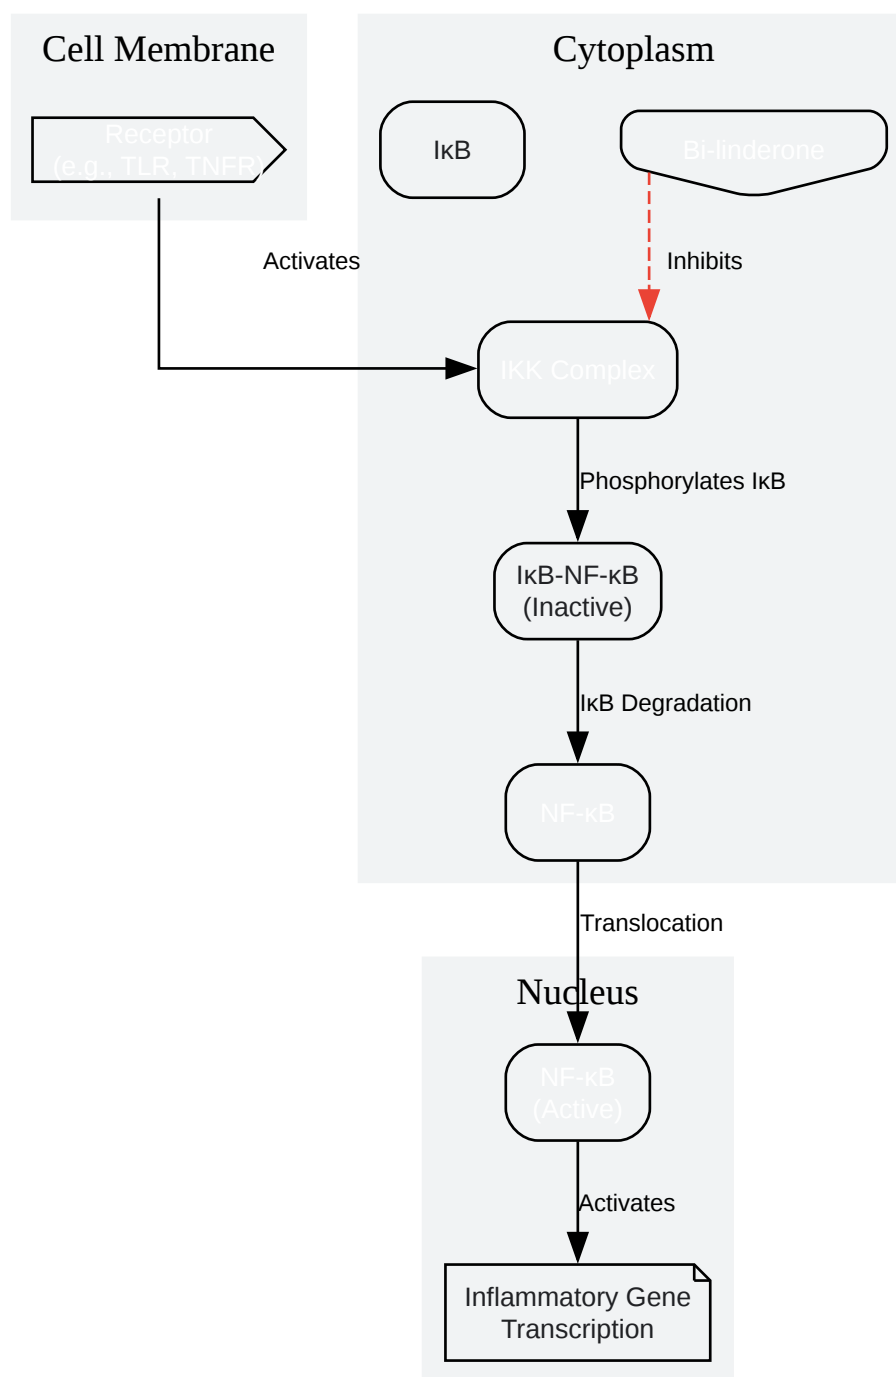 Cell Membrane
Cytoplasm
Receptor
(e.g., TLR, TNFR)
IκB
Bi-linderone
Activates
Inhibits
IKK Complex
Phosphorylates IκB
IκB-NF-κB
(Inactive)
IκB Degradation
NF-κB
Translocation
Nucleus
NF-κB
(Active)
Activates
Inflammatory Gene
Transcription